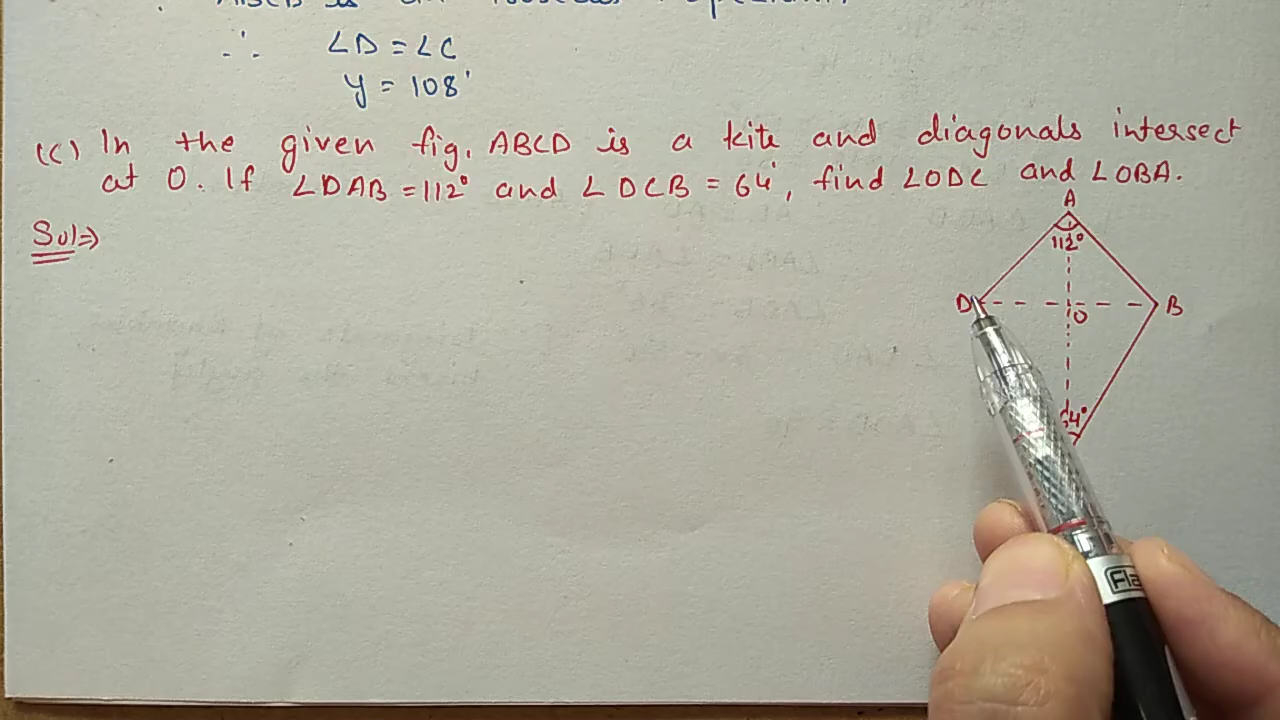 ∴ ∠D = ∠C
y = 108°
(c) In the given fig. ABCD is a kite and diagonals intersect
at O. If ∠DAB = 112° and ∠DCB = 64°, find ∠ODC and ∠OBA.
Sol⇒
A
112°
D
O
B
64°
Fl